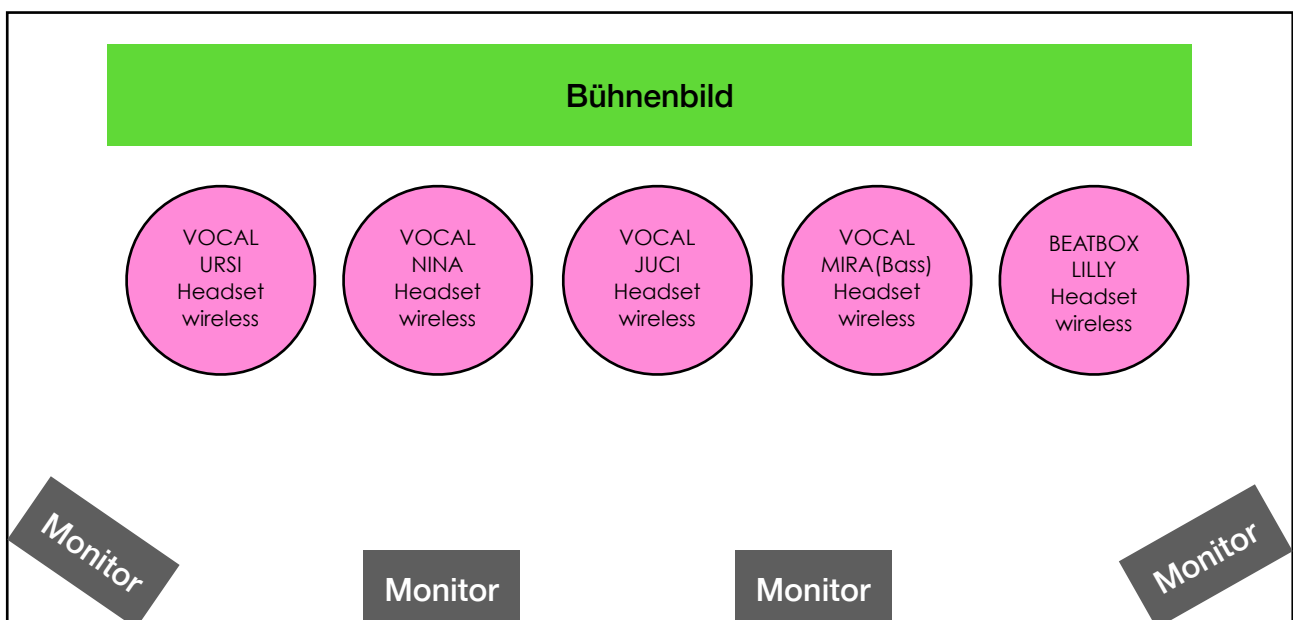 Bühnenbild
VOCAL
URSI
Headset
wireless
VOCAL
NINA
Headset
wireless
VOCAL
JUCI
Headset
wireless
VOCAL
MIRA(Bass)
Headset
wireless
BEATBOX
LILLY
Headset
wireless
Monitor
Monitor
Monitor
Monitor